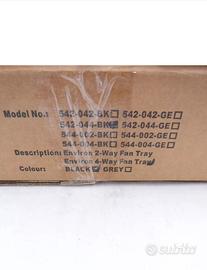 Model No.: 542-042-BK☐ 542-042-GE☐
542-044-BK☑ 542-044-GE☐
544-002-BK☐ 544-002-GE☐
544-004-BK☐ 544-004-GE☐
Description: Environ 2-Way Fan Tray
Environ 4-Way Fan Tray
Colour: BLACK☑ GREY☐
subito